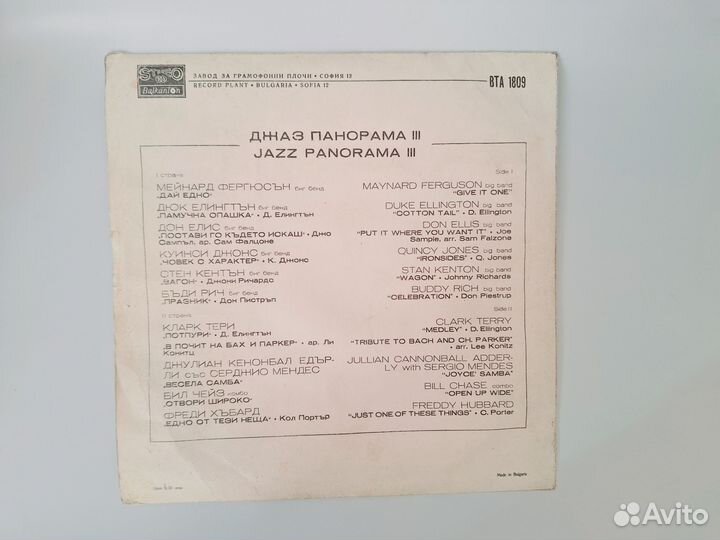 STEREO
Balkanton
ЗАВОД ЗА ГРАМОФОННИ ПЛОЧИ • СОФИЯ 12
RECORD PLANT • BULGARIA • SOFIA 12
BTA 1809
ДЖАЗ ПАНОРАМА III
JAZZ PANORAMA III
I страна
МЕЙНАРД ФЕРГЮСЪН биг бенд
„ДАЙ ЕДНО“
ДЮК ЕЛИНГТЪН биг бенд
„ПАМУЧНА ОПАШКА“ • Д. Елингтън
ДОН ЕЛИС биг бенд
„ПОСТАВИ ГО КЪДЕТО ИСКАШ“ • Джо
Сампъл, ар. Сам Фалцоне
КУИНСИ ДЖОНС биг бенд
„ЧОВЕК С ХАРАКТЕР“ • К. Джонс
СТЕН КЕНТЪН биг бенд
„ВАГОН“ • Джони Ричардс
БЪДИ РИЧ биг бенд
„ПРАЗНИК“ • Дон Пистръп
II страна
КЛАРК ТЕРИ
„ПОТПУРИ“ • Д. Елингтън
„В ПОЧИТ НА БАХ И ПАРКЕР“ • ар. Ли
Конитц
ДЖУЛИАН КЕНОНБАЛ ЕДЪР-
ЛИ със СЕРДЖИО МЕНДЕС
„ВЕСЕЛА САМБА“
БИЛ ЧЕЙЗ комбо
„ОТВОРИ ШИРОКО“
ФРЕДИ ХЪБАРД
„ЕДНО ОТ ТЕЗИ НЕЩА“ • Кол Портър
Side I
MAYNARD FERGUSON big band
"GIVE IT ONE"
DUKE ELLINGTON big band
"COTTON TAIL" • D. Ellington
DON ELLIS big band
"PUT IT WHERE YOU WANT IT" • Joe
Sample, arr. Sam Falzone
QUINCY JONES big band
"IRONSIDES" • Q. Jones
STAN KENTON big band
"WAGON" • Johnny Richards
BUDDY RICH big band
"CELEBRATION" • Don Piestrup
Side II
CLARK TERRY
"MEDLEY" • D. Ellington
"TRIBUTE TO BACH AND CH. PARKER"
• arr. Lee Konitz
JULLIAN CANNONBALL ADDER-
LY with SERGIO MENDES
"JOYCE' SAMBA"
BILL CHASE combo
"OPEN UP WIDE"
FREDDY HUBBARD
"JUST ONE OF THESE THINGS" • C. Porter
Made in Bulgaria
Avito